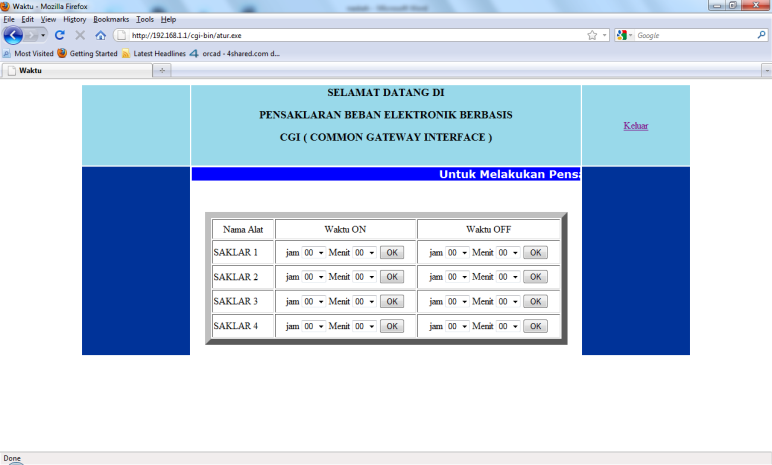 Waktu - Mozilla Firefox
File Edit View History Bookmarks Tools Help
http://192.168.1.1/cgi-bin/atur.exe
Google
Most Visited Getting Started Latest Headlines orcad - 4shared.com d...
Waktu
SELAMAT DATANG DI
PENSAKLARAN BEBAN ELEKTRONIK BERBASIS
CGI ( COMMON GATEWAY INTERFACE )
Keluar
Untuk Melakukan Pensa
Nama Alat Waktu ON Waktu OFF
SAKLAR 1 jam 00 Menit 00 OK jam 00 Menit 00 OK
SAKLAR 2 jam 00 Menit 00 OK jam 00 Menit 00 OK
SAKLAR 3 jam 00 Menit 00 OK jam 00 Menit 00 OK
SAKLAR 4 jam 00 Menit 00 OK jam 00 Menit 00 OK
Done